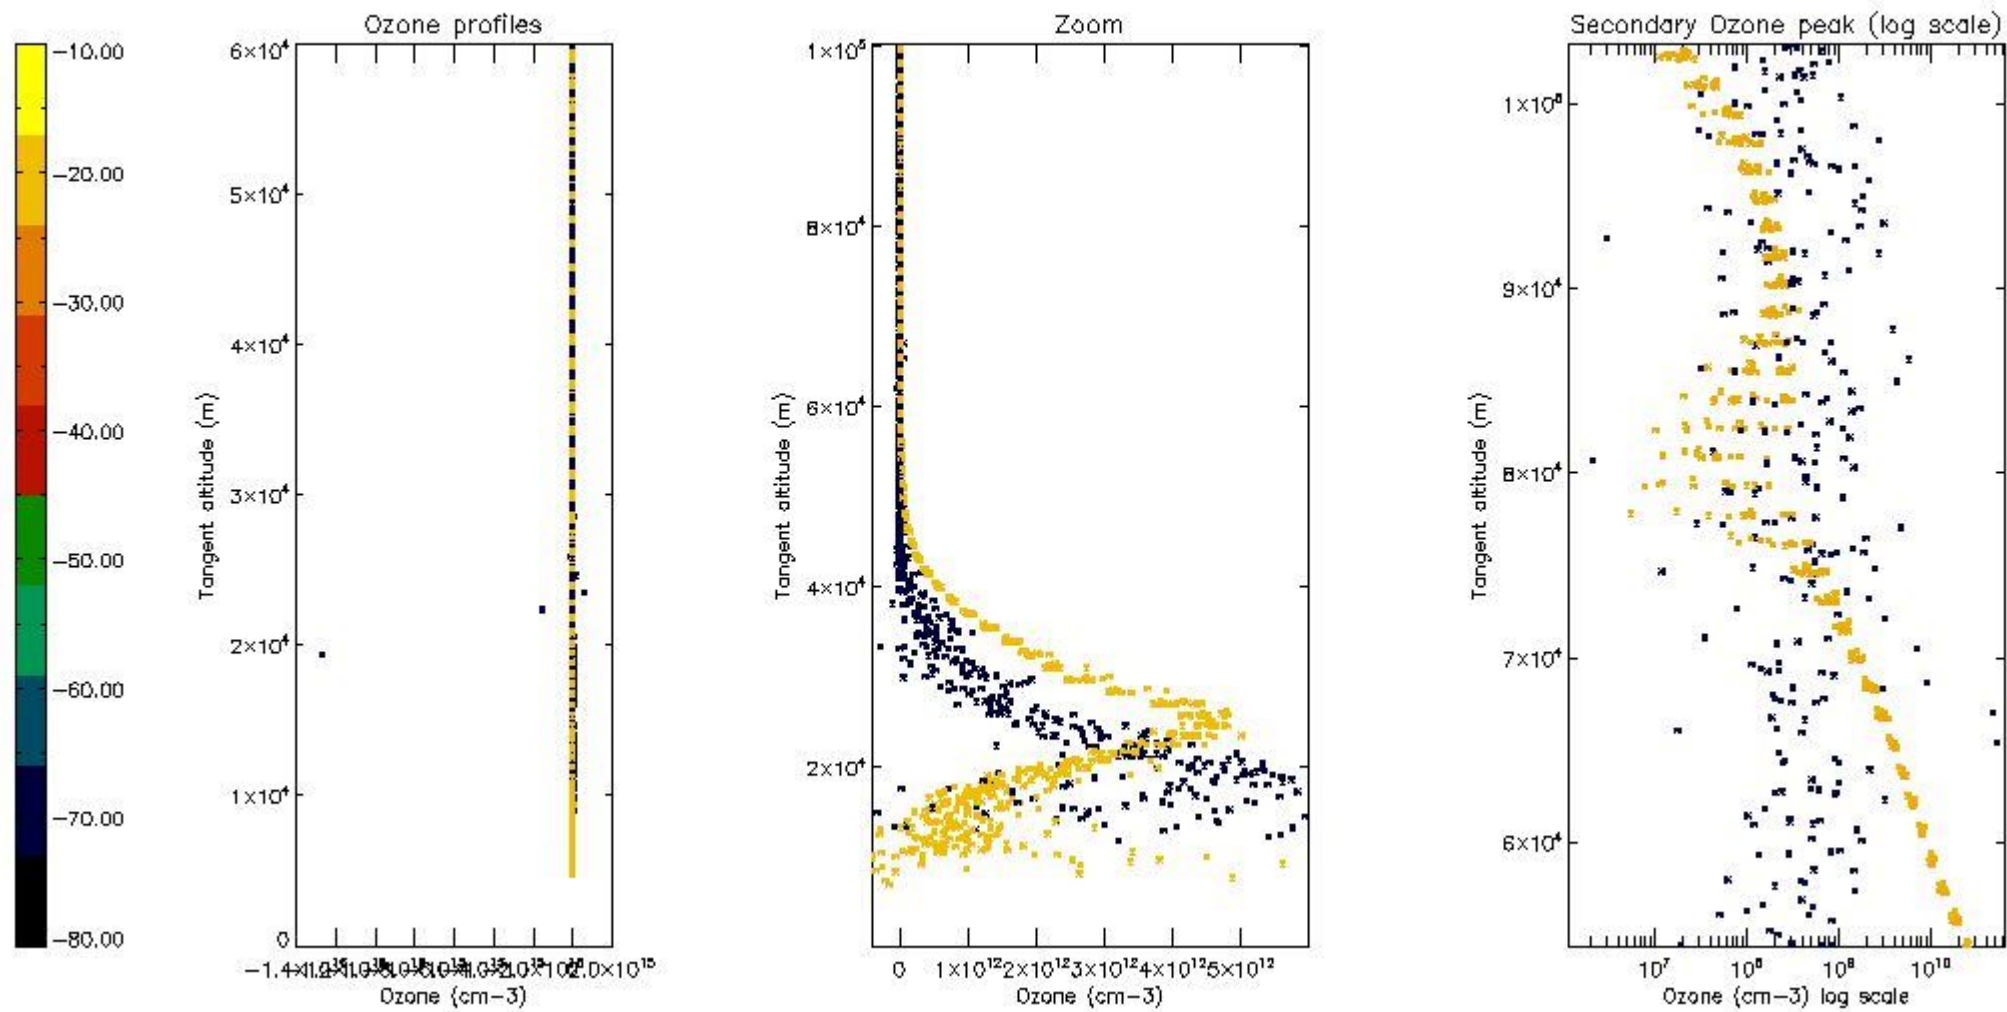 Ozone profiles
Zoom
Secondary Ozone peak (log scale)
-10.00
-20.00
-30.00
-40.00
-50.00
-60.00
-70.00
-80.00
6×10⁴
5×10⁴
4×10⁴
3×10⁴
2×10⁴
1×10⁴
0
Tangent altitude (m)
2.0×10¹⁵
Ozone (cm-3)
1×10⁵
8×10⁴
6×10⁴
4×10⁴
2×10⁴
Tangent altitude (m)
0 1×10¹² 2×10¹² 3×10¹² 4×10¹² 5×10¹²
Ozone (cm-3)
1×10⁵
9×10⁴
8×10⁴
7×10⁴
6×10⁴
Tangent altitude (m)
10⁷ 10⁸ 10⁹ 10¹⁰
Ozone (cm-3) log scale